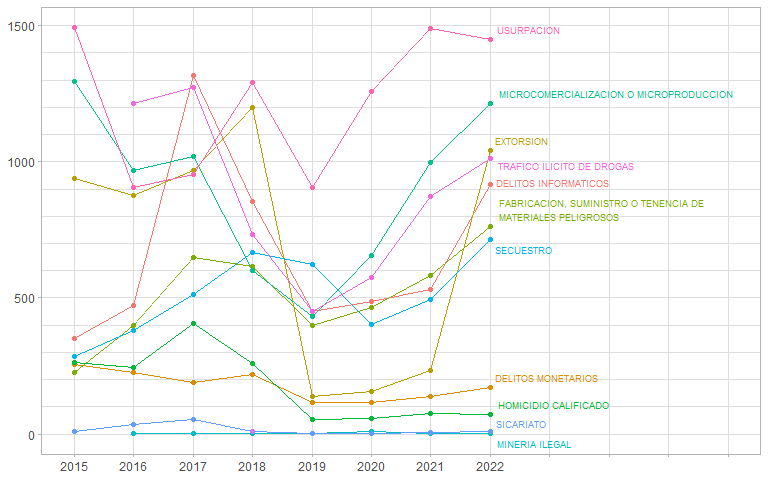 1500
USURPACION
MICROCOMERCIALIZACION O MICROPRODUCCION
EXTORSION
1000
TRAFICO ILICITO DE DROGAS
DELITOS INFORMATICOS
FABRICACION, SUMINISTRO O TENENCIA DE
MATERIALES PELIGROSOS
SECUESTRO
500
DELITOS MONETARIOS
HOMICIDIO CALIFICADO
SICARIATO
0
MINERIA ILEGAL
2015 2016 2017 2018 2019 2020 2021 2022